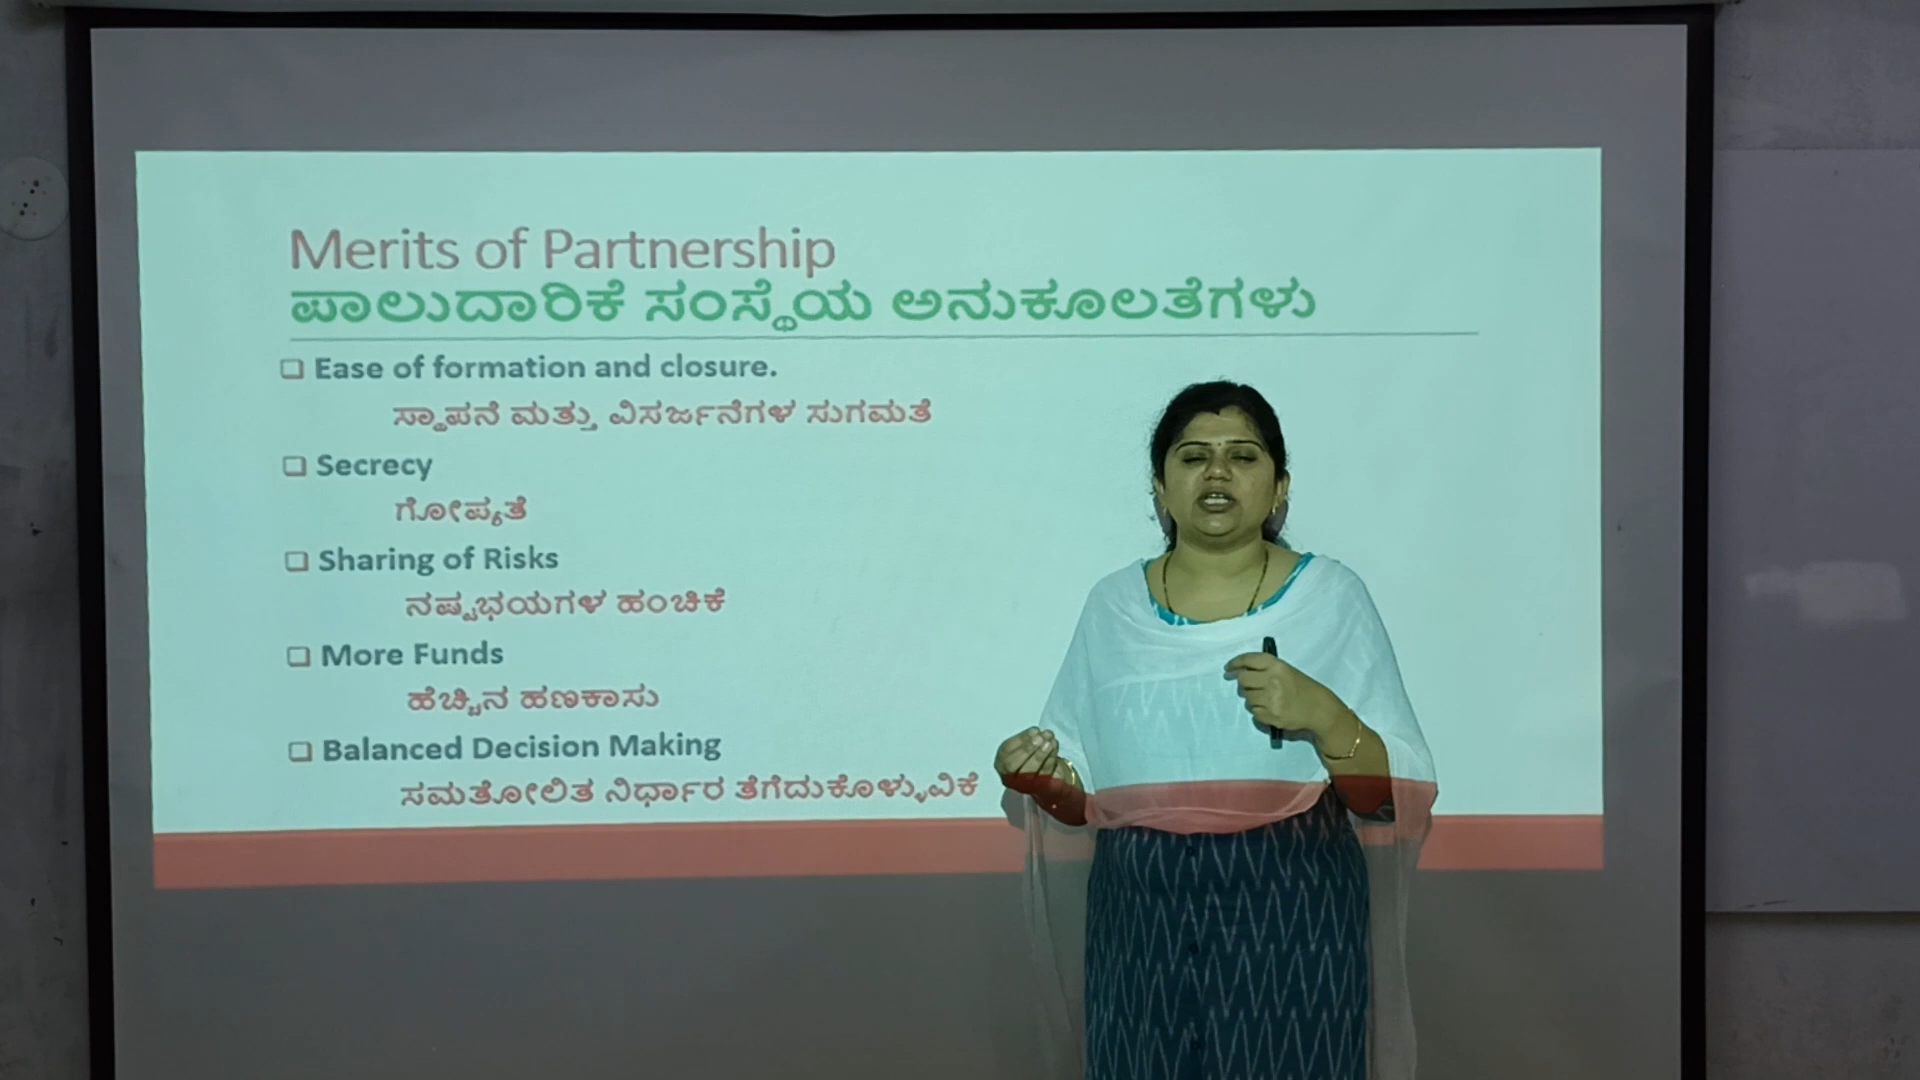 Merits of Partnership
ಪಾಲುದಾರಿಕೆ ಸಂಸ್ಥೆಯ ಅನುಕೂಲತೆಗಳು
❑ Ease of formation and closure.
ಸ್ಥಾಪನೆ ಮತ್ತು ವಿಸರ್ಜನೆಗಳ ಸುಗಮತೆ
❑ Secrecy
ಗೋಪ್ಯತೆ
❑ Sharing of Risks
ನಷ್ಟಭಯಗಳ ಹಂಚಿಕೆ
❑ More Funds
ಹೆಚ್ಚಿನ ಹಣಕಾಸು
❑ Balanced Decision Making
ಸಮತೋಲಿತ ನಿರ್ಧಾರ ತೆಗೆದುಕೊಳ್ಳುವಿಕೆ